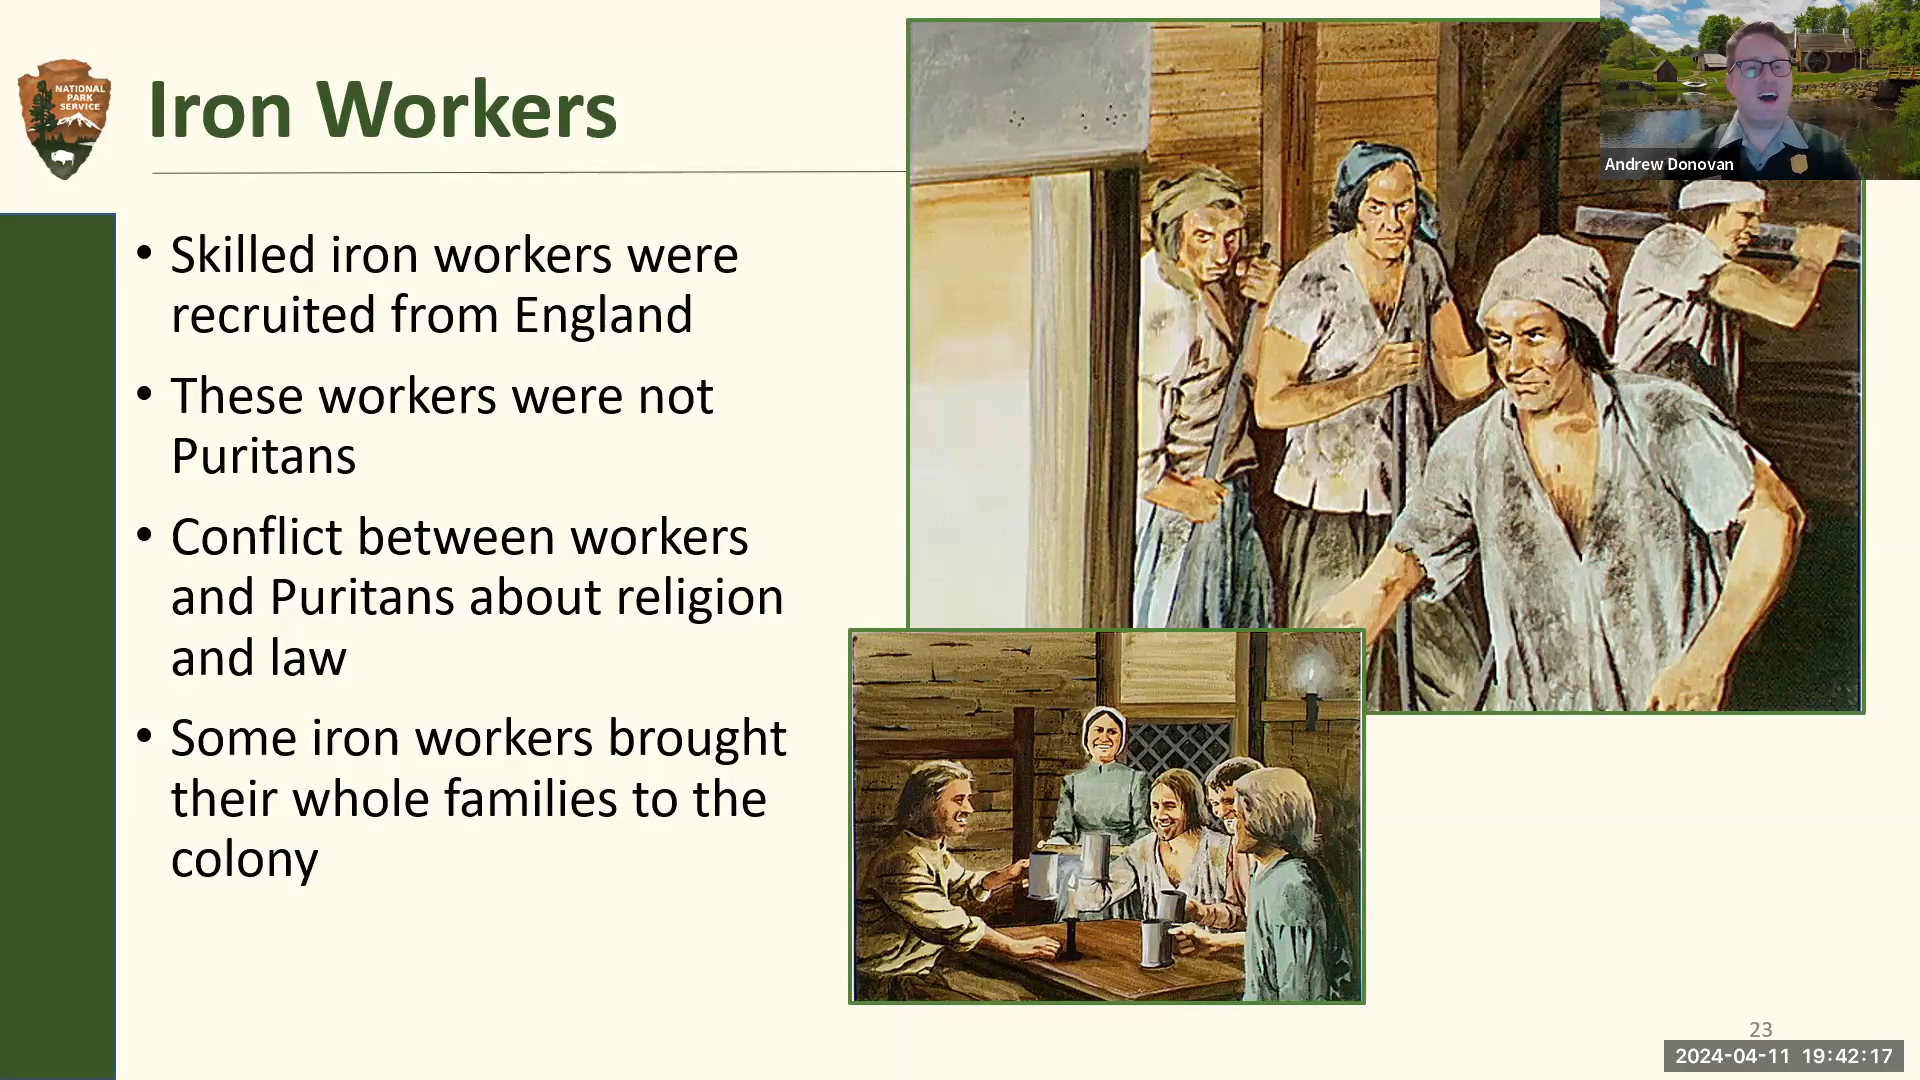 NATIONAL
PARK
SERVICE
Iron Workers
Andrew Donovan
• Skilled iron workers were
recruited from England
• These workers were not
Puritans
• Conflict between workers
and Puritans about religion
and law
• Some iron workers brought
their whole families to the
colony
23
2024-04-11 19:42:17